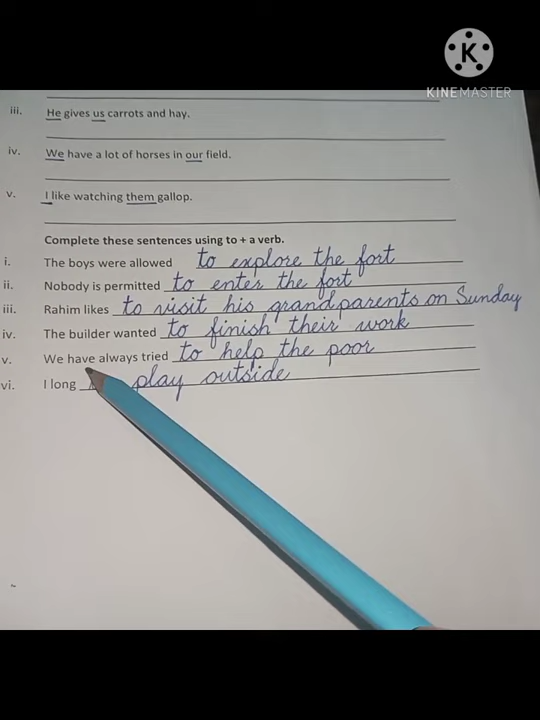 K
KINEMASTER
iii. He gives us carrots and hay.
iv. We have a lot of horses in our field.
v. I like watching them gallop.
Complete these sentences using to + a verb.
i. The boys were allowed to explore the fort
ii. Nobody is permitted to enter the fort
iii. Rahim likes to visit his grandparents on Sunday
iv. The builder wanted to finish their work
v. We have always tried to help the poor
vi. I long play outside